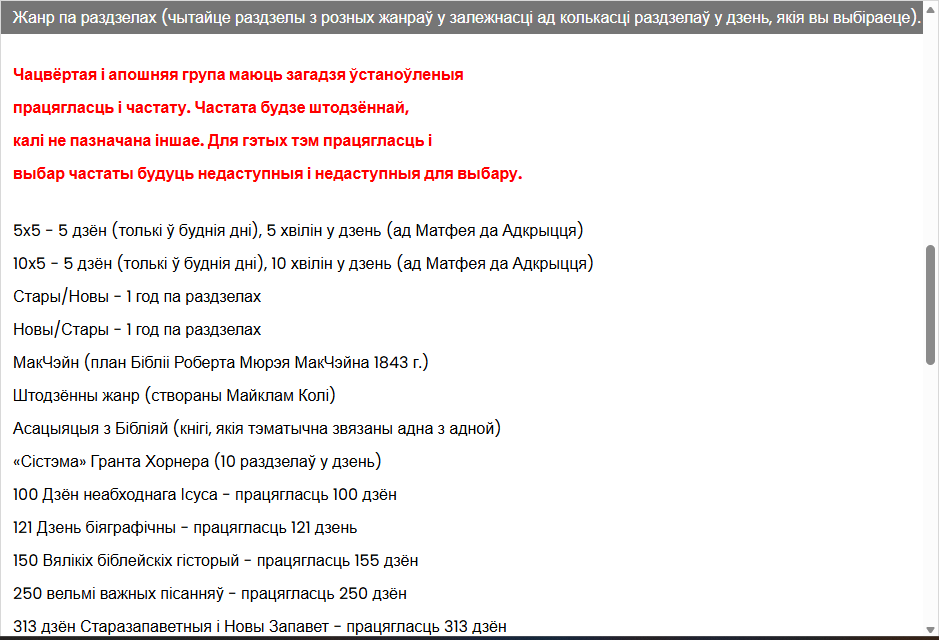 Жанр па раздзелах (чытайце раздзелы з розных жанраў у залежнасці ад колькасці раздзелаў у дзень, якія вы выбіраеце).
Чацвёртая і апошняя група маюць загадзя ўстаноўленыя
працягласць і частату. Частата будзе штодзённай,
калі не пазначана іншае. Для гэтых тэм працягласць і
выбар частаты будуць недаступныя і недаступныя для выбару.
5x5 - 5 дзён (толькі ў буднія дні), 5 хвілін у дзень (ад Матфея да Адкрыцця)
10x5 - 5 дзён (толькі ў буднія дні), 10 хвілін у дзень (ад Матфея да Адкрыцця)
Стары/Новы - 1 год па раздзелах
Новы/Стары - 1 год па раздзелах
МакЧэйн (план Бібліі Роберта Мюрэя МакЧэйна 1843 г.)
Штодзённы жанр (створаны Майклам Колі)
Асацыяцыя з Бібліяй (кнігі, якія тэматычна звязаны адна з адной)
«Сістэма» Гранта Хорнера (10 раздзелаў у дзень)
100 Дзён неабходнага Ісуса - працягласць 100 дзён
121 Дзень біяграфічны - працягласць 121 дзень
150 Вялікіх біблейскіх гісторый - працягласць 155 дзён
250 вельмі важных пісанняў - працягласць 250 дзён
313 дзён Старазапаветныя і Новы Запавет - працягласць 313 дзён